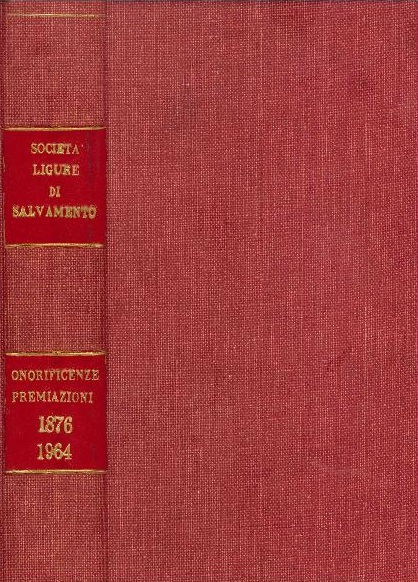 SOCIETA'
LIGURE
DI
SALVAMENTO
ONORIFICENZE
PREMIAZIONI
1876
1964